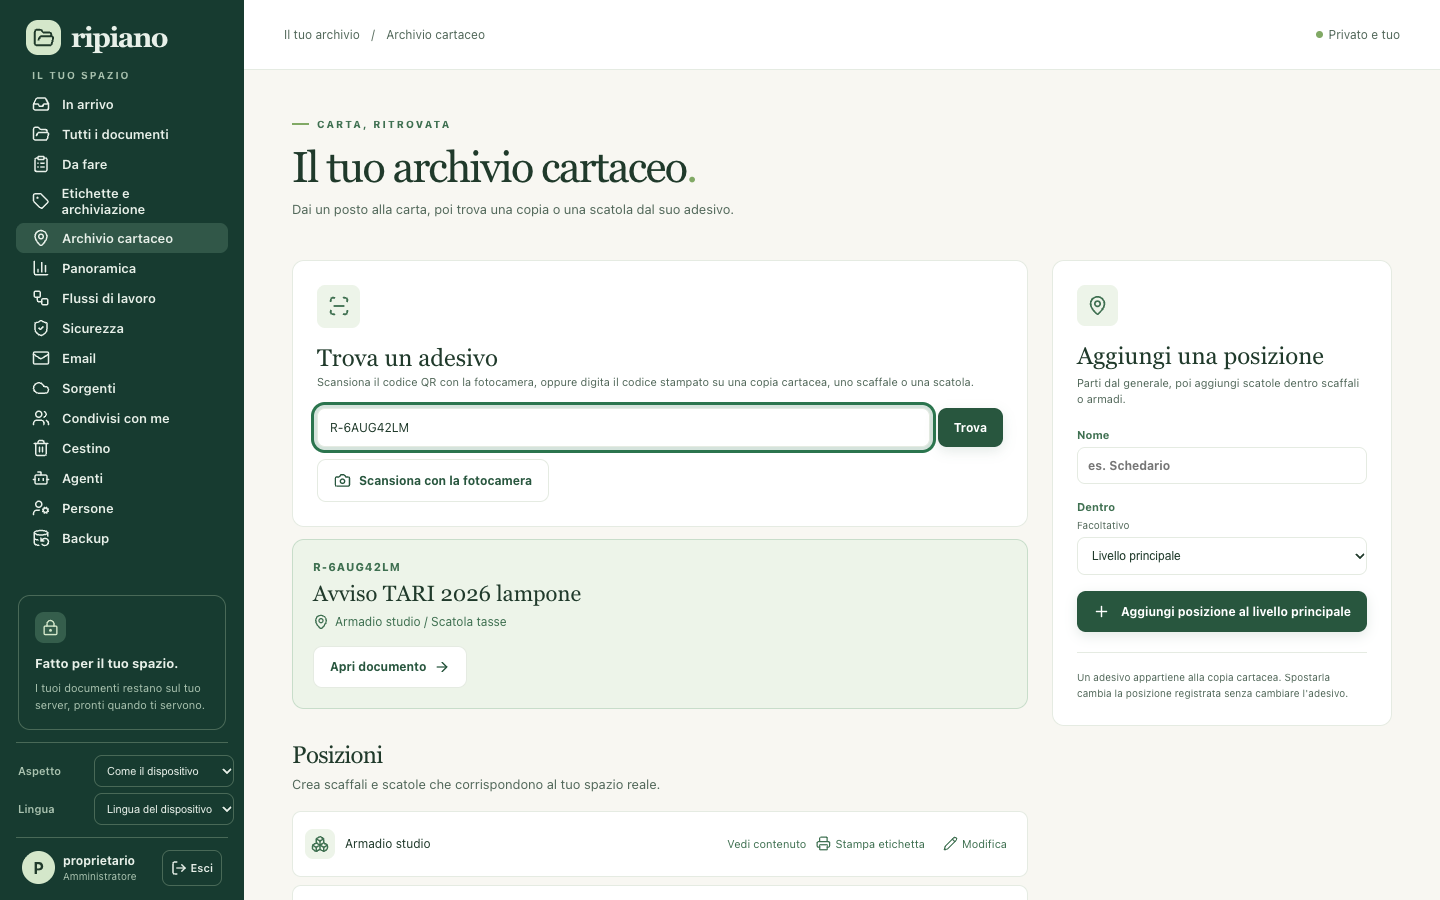 ripiano
IL TUO SPAZIO
In arrivo
Tutti i documenti
Da fare
Etichette e
archiviazione
Archivio cartaceo
Panoramica
Flussi di lavoro
Sicurezza
Email
Sorgenti
Condivisi con me
Cestino
Agenti
Persone
Backup
Fatto per il tuo spazio.
I tuoi documenti restano sul tuo
server, pronti quando ti servono.
Aspetto
Come il dispositivo
Lingua
Lingua del dispositivo
P
proprietario
Amministratore
Esci
Il tuo archivio / Archivio cartaceo
Privato e tuo
CARTA, RITROVATA
Il tuo archivio cartaceo.
Dai un posto alla carta, poi trova una copia o una scatola dal suo adesivo.
Trova un adesivo
Scansiona il codice QR con la fotocamera, oppure digita il codice stampato su una copia cartacea, uno scaffale o una scatola.
R-6AUG42LM
Trova
Scansiona con la fotocamera
R-6AUG42LM
Avviso TARI 2026 lampone
Armadio studio / Scatola tasse
Apri documento
Posizioni
Crea scaffali e scatole che corrispondono al tuo spazio reale.
Armadio studio
Vedi contenuto
Stampa etichetta
Modifica
Aggiungi una posizione
Parti dal generale, poi aggiungi scatole dentro scaffali
o armadi.
Nome
es. Schedario
Dentro
Facoltativo
Livello principale
Aggiungi posizione al livello principale
Un adesivo appartiene alla copia cartacea. Spostarla
cambia la posizione registrata senza cambiare l'adesivo.